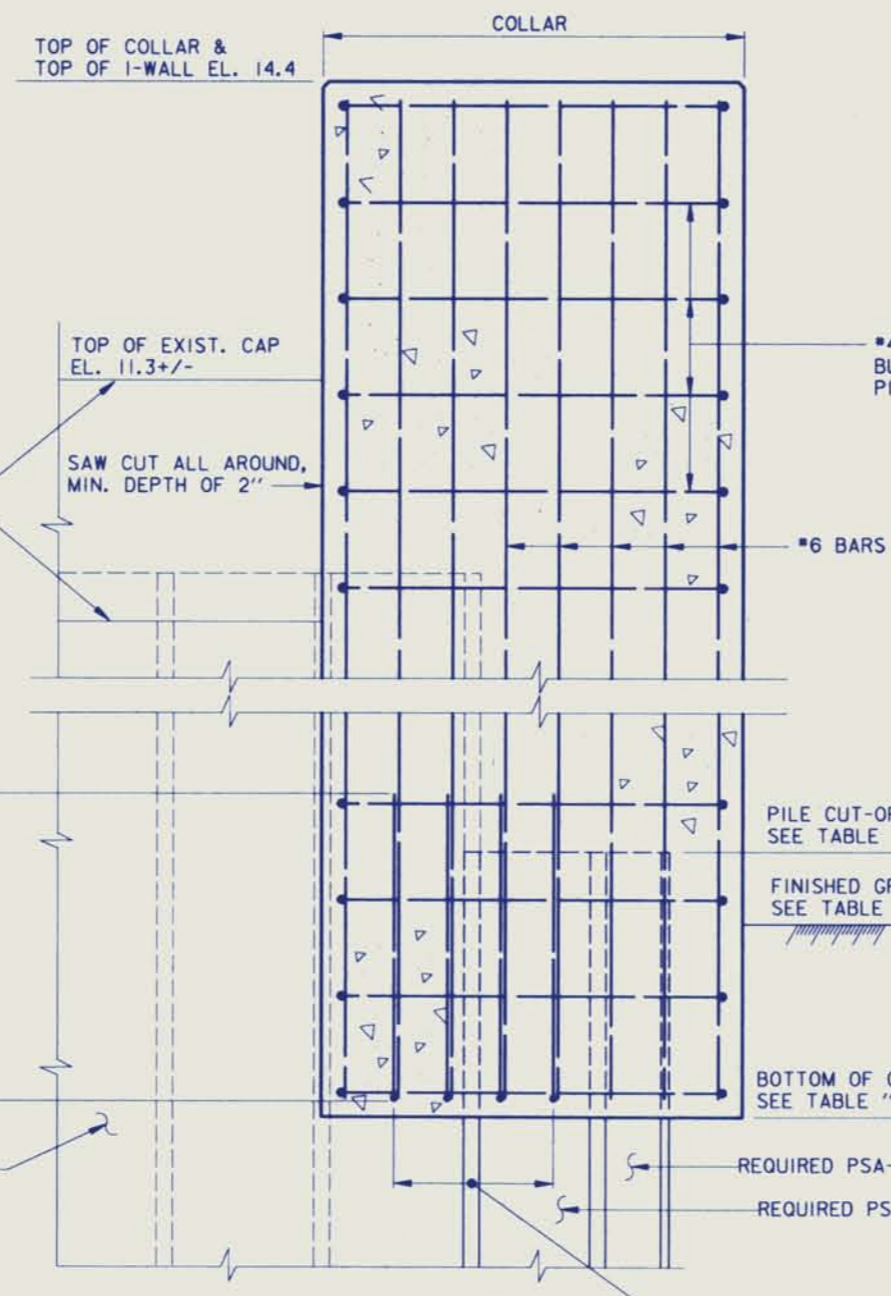 COLLAR
TOP OF COLLAR &
TOP OF I-WALL EL. 14.4
TOP OF EXIST. CAP
EL. 11.3+/-
SAW CUT ALL AROUND,
MIN. DEPTH OF 2''
#6 BARS
PILE CUT-OF
SEE TABLE
FINISHED GR
SEE TABLE
BOTTOM OF
SEE TABLE "
REQUIRED PSA-
REQUIRED PS